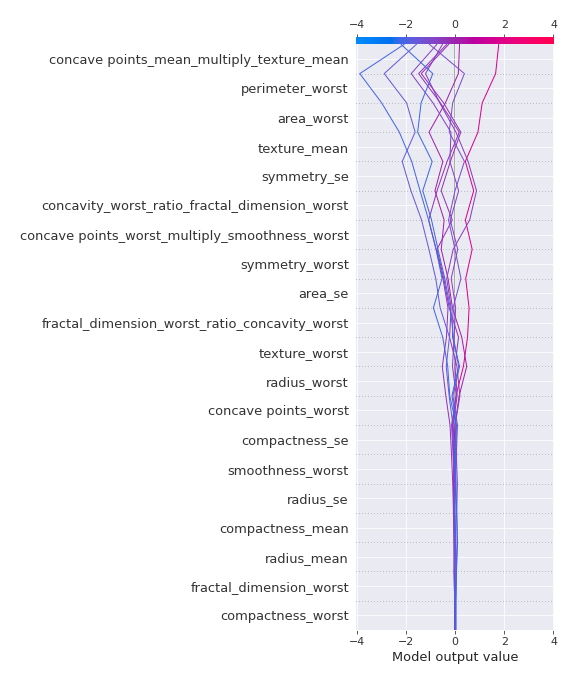 −4 −2 0 2 4
concave points_mean_multiply_texture_mean
perimeter_worst
area_worst
texture_mean
symmetry_se
concavity_worst_ratio_fractal_dimension_worst
concave points_worst_multiply_smoothness_worst
symmetry_worst
area_se
fractal_dimension_worst_ratio_concavity_worst
texture_worst
radius_worst
concave points_worst
compactness_se
smoothness_worst
radius_se
compactness_mean
radius_mean
fractal_dimension_worst
compactness_worst
−4 −2 0 2 4
Model output value